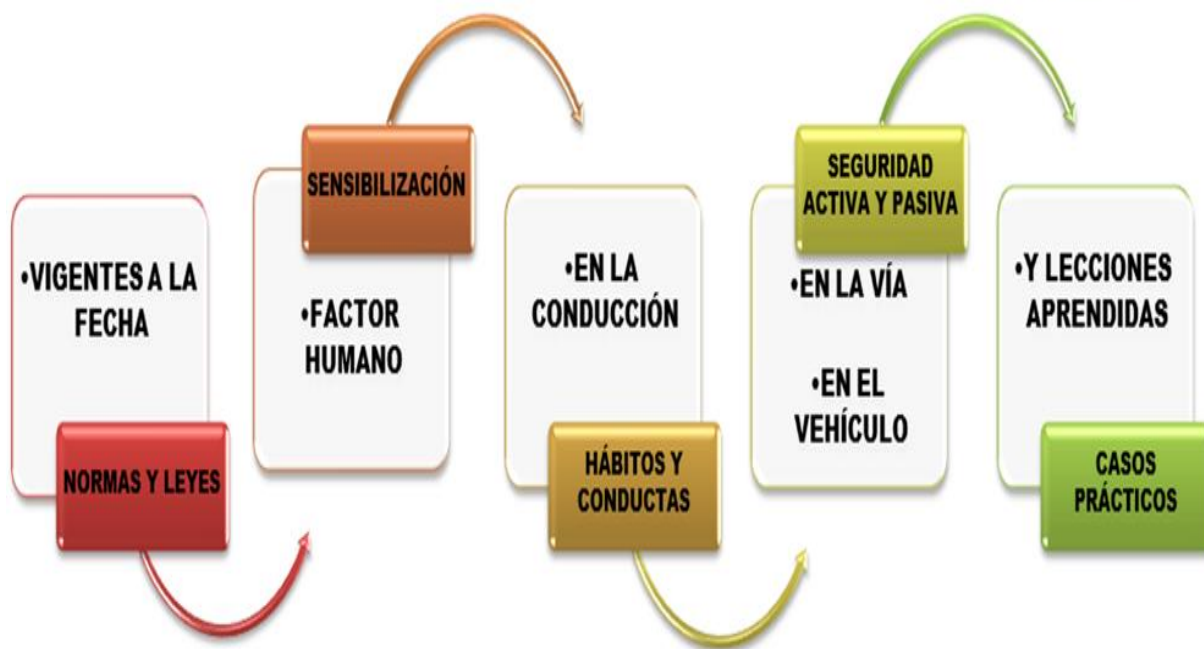 •VIGENTES A LA
FECHA
NORMAS Y LEYES
SENSIBILIZACIÓN
•FACTOR
HUMANO
•EN LA
CONDUCCIÓN
HÁBITOS Y
CONDUCTAS
SEGURIDAD
ACTIVA Y PASIVA
•EN LA VÍA
•EN EL
VEHÍCULO
•Y LECCIONES
APRENDIDAS
CASOS
PRÁCTICOS